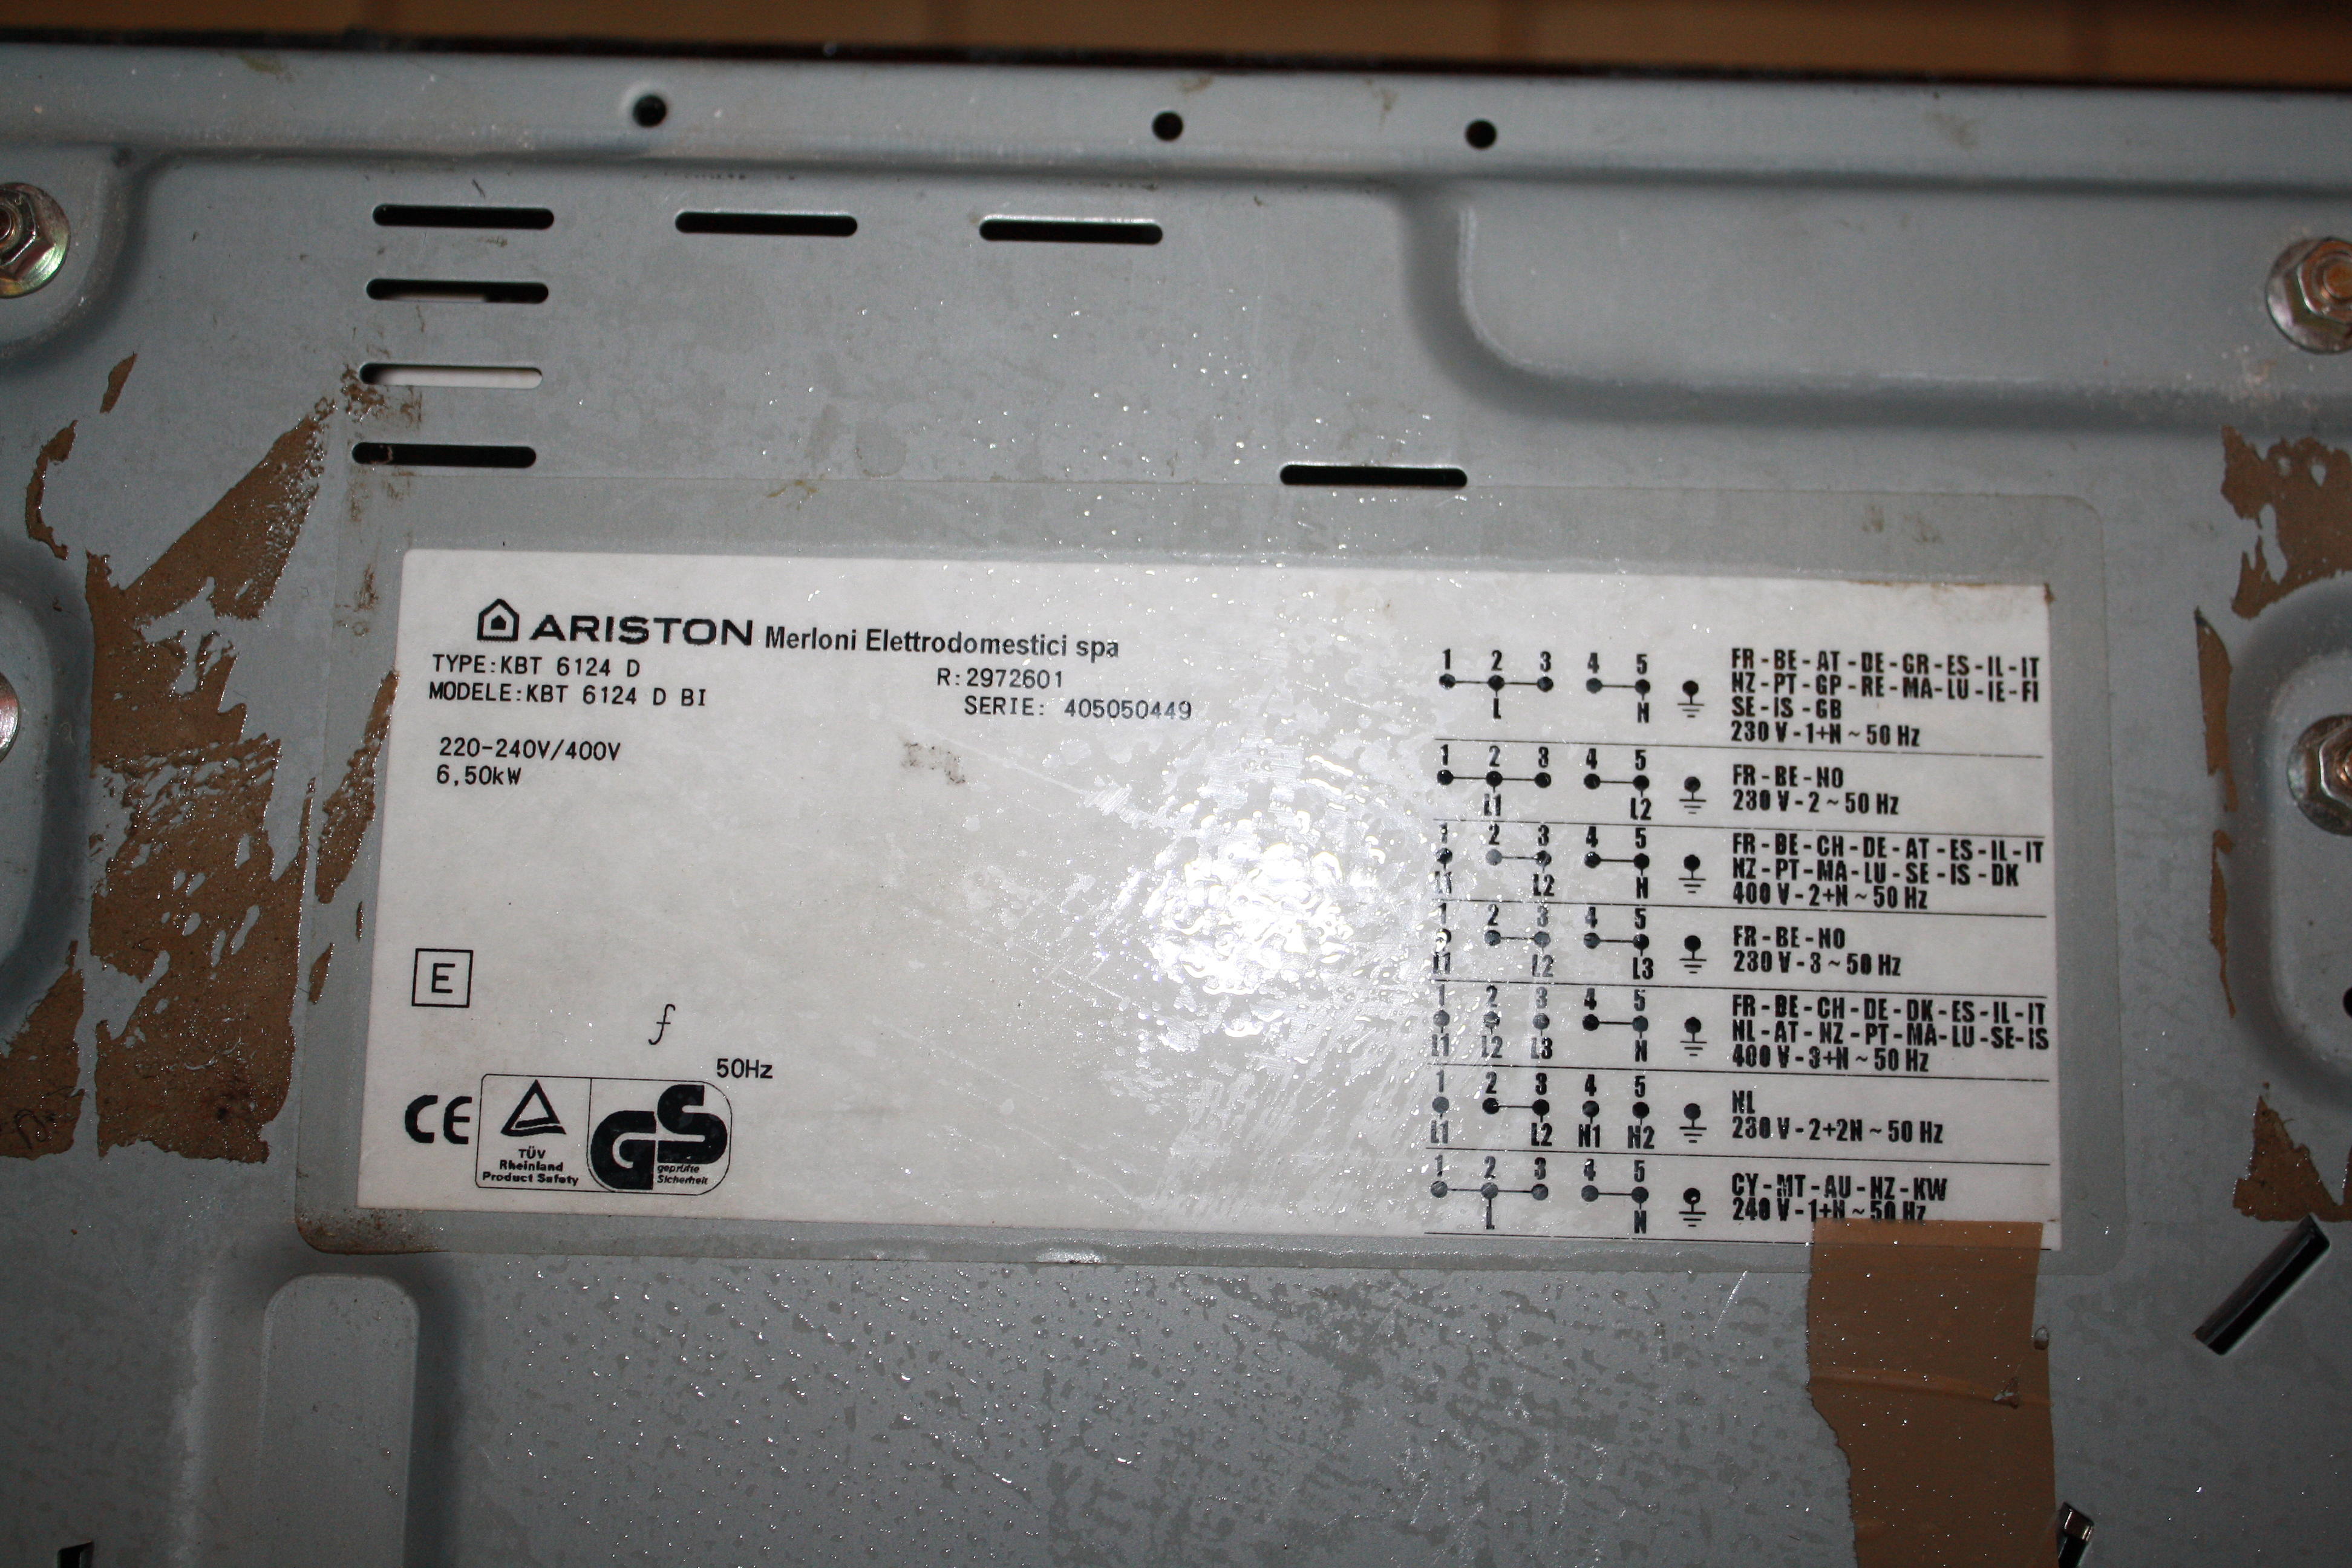 ARISTON Merloni Elettrodomestici spa
TYPE:KBT 6124 D
R:2972601
MODELE:KBT 6124 D BI
SERIE: 405050449
220-240V/400V
6,50kW
E
f
50Hz
CE
TÜV
Rheinland
Product Safety
GS
geprüfte
Sicherheit
1 2 3 4 5
L N
FR-BE-AT-DE-GR-ES-IL-IT
NZ-PT-GP-RE-MA-LU-IE-FI
SE-IS-GB
230 V-1+N ~ 50 Hz
1 2 3 4 5
L1 L2
FR-BE-NO
230 V-2 ~ 50 Hz
1 2 3 4 5
L1 L2 N
FR-BE-CH-DE-AT-ES-IL-IT
NZ-PT-MA-LU-SE-IS-DK
400 V-2+N ~ 50 Hz
1 2 3 4 5
L1 L2 L3
FR-BE-NO
230 V-3 ~ 50 Hz
1 2 3 4 5
L1 L2 L3 N
FR-BE-CH-DE-DK-ES-IL-IT
NL-AT-NZ-PT-MA-LU-SE-IS
400 V-3+N ~ 50 Hz
1 2 3 4 5
L1 L2 N1 N2
NL
230 V-2+2N ~ 50 Hz
1 2 3 4 5
L N
CY-MT-AU-NZ-KW
240 V-1+N ~ 50 Hz